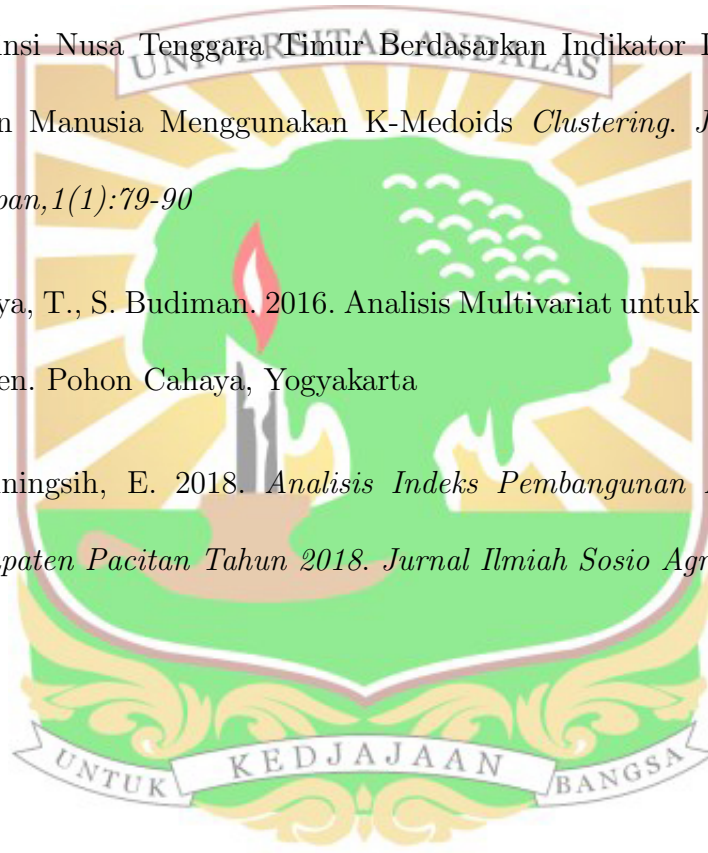 nsi Nusa Tenggara Timur Berdasarkan Indikator
UNIVERSITAS ANDALAS
n Manusia Menggunakan K-Medoids Clustering. J
pan,1(1):79-90
ya, T., S. Budiman. 2016. Analisis Multivariat untuk
en. Pohon Cahaya, Yogyakarta
ningsih, E. 2018. Analisis Indeks Pembangunan
paten Pacitan Tahun 2018. Jurnal Ilmiah Sosio Agr
UNTUK KEDJAJAAN BANGSA